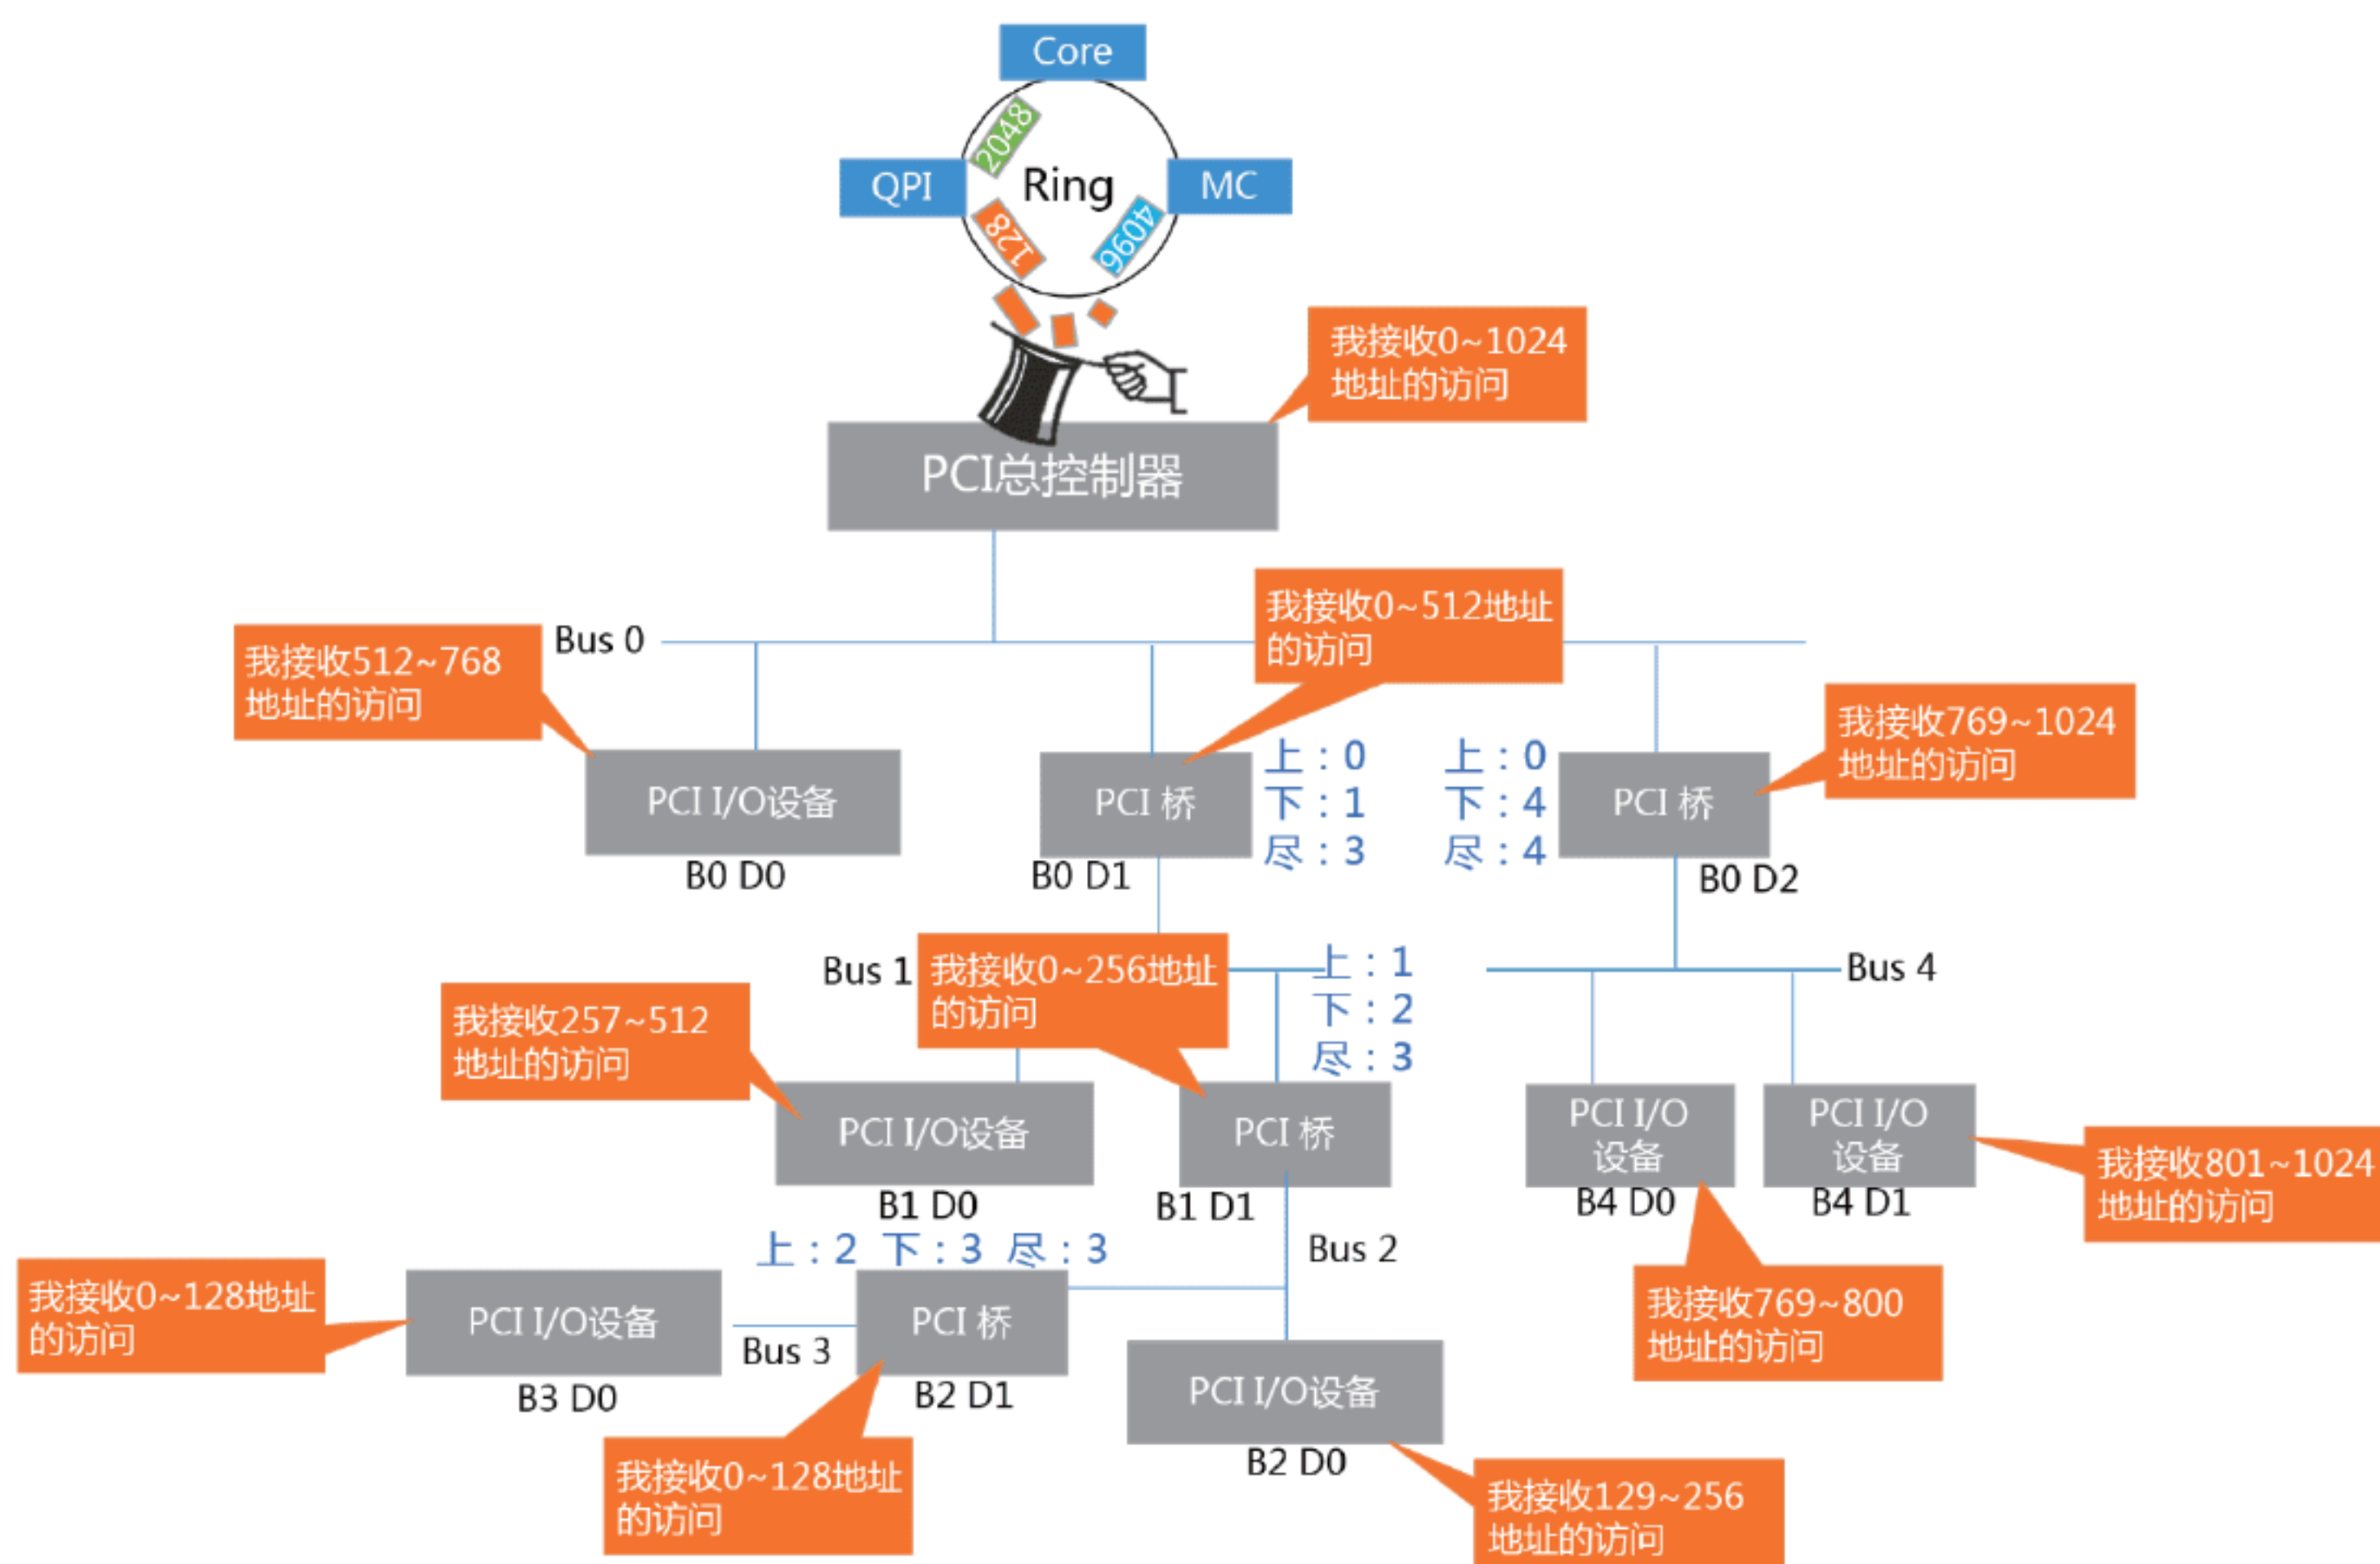 Core
2048
QPI
Ring
MC
128
4096
我接收0~1024
地址的访问
PCI总控制器
我接收0~512地址
的访问
Bus 0
我接收512~768
地址的访问
我接收769~1024
地址的访问
PCI I/O设备
B0 D0
PCI 桥
B0 D1
上：0
下：1
尽：3
上：0
下：4
尽：4
PCI 桥
B0 D2
Bus 1
我接收0~256地址
的访问
上：1
下：2
尽：3
Bus 4
我接收257~512
地址的访问
PCI I/O设备
B1 D0
PCI 桥
B1 D1
PCI I/O
设备
B4 D0
PCI I/O
设备
B4 D1
我接收801~1024
地址的访问
上：2 下：3 尽：3
Bus 2
我接收0~128地址
的访问
PCI I/O设备
B3 D0
Bus 3
PCI 桥
B2 D1
我接收769~800
地址的访问
PCI I/O设备
B2 D0
我接收0~128地址
的访问
我接收129~256
地址的访问